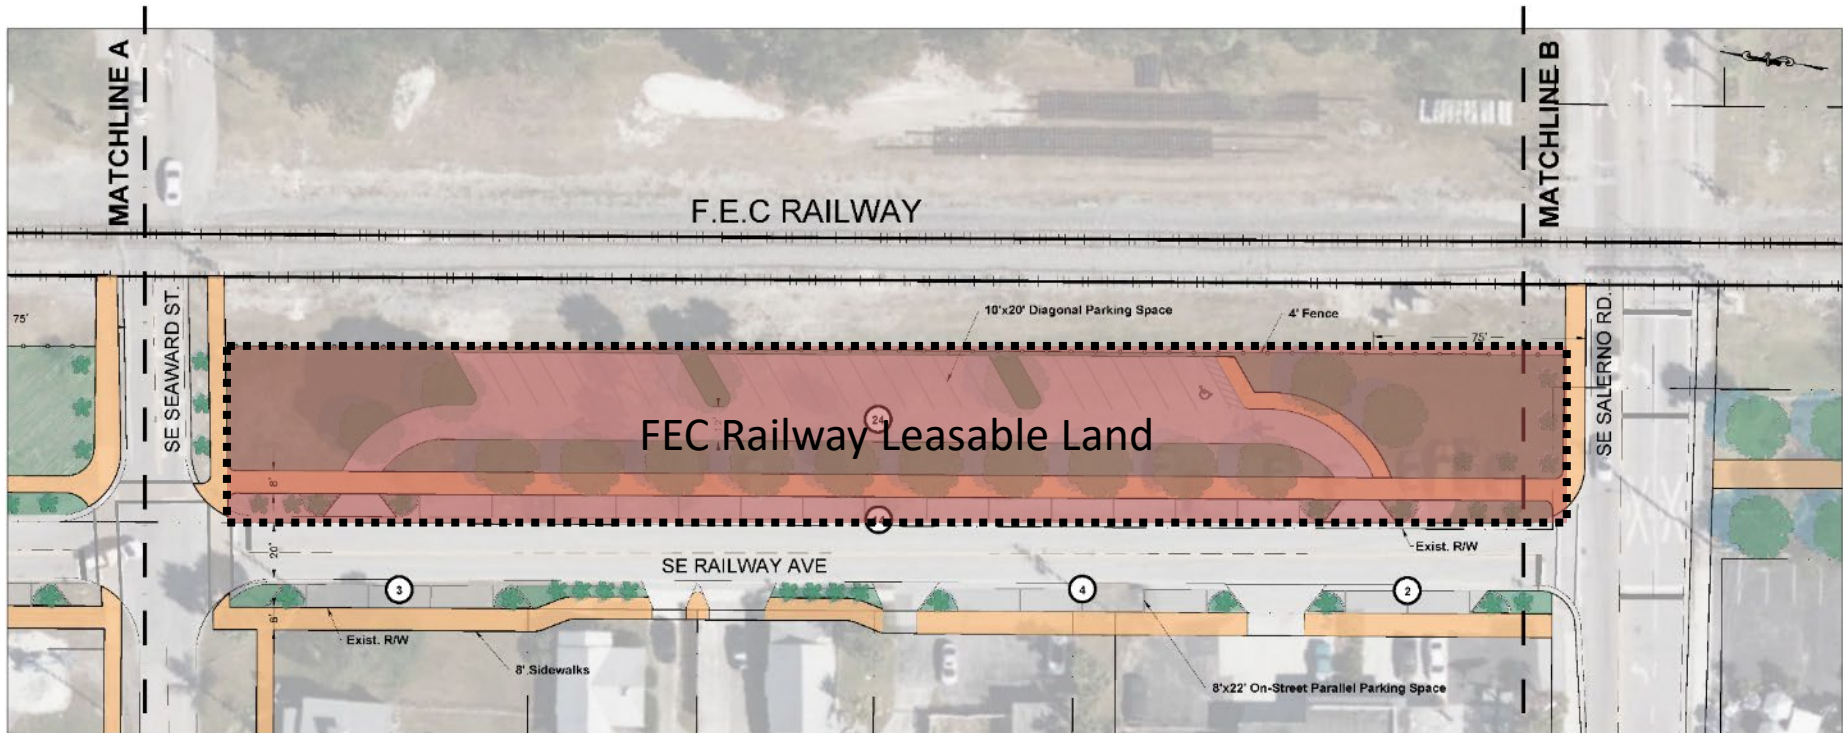 MATCHLINE A
MATCHLINE B
F.E.C RAILWAY
SE SEAWARD ST.
SE SALERNO RD.
75'
10'x20' Diagonal Parking Space
4' Fence
75'
24
FEC Railway Leasable Land
8'
20'
Exist. R/W
SE RAILWAY AVE
3
4
2
6'
Exist. R/W
8' Sidewalks
8'x22' On-Street Parallel Parking Space